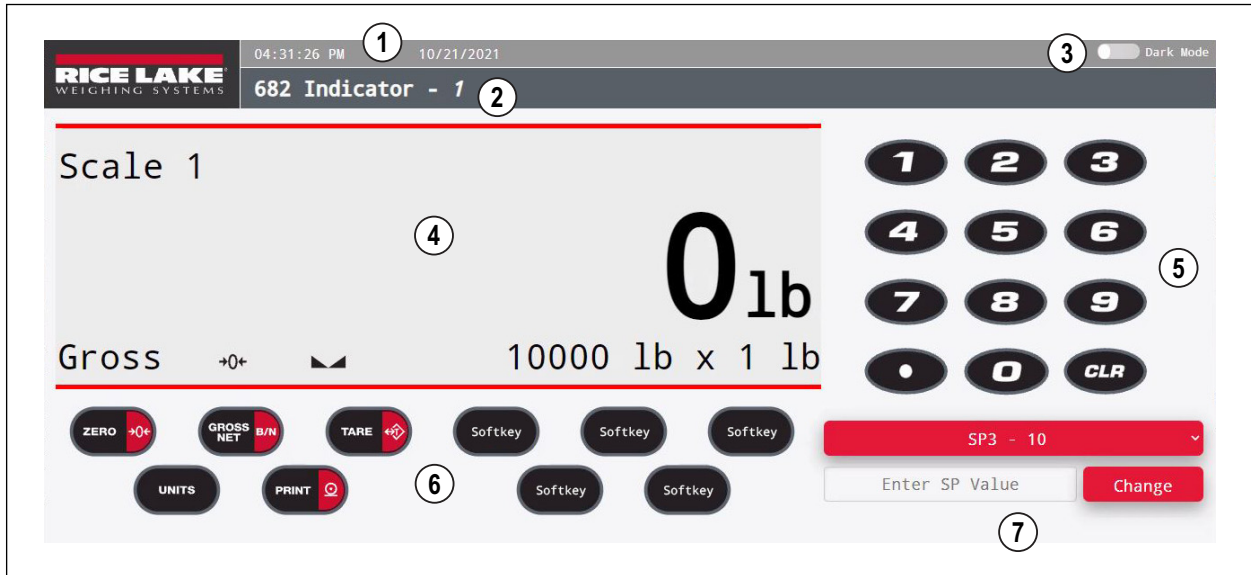 04:31:26 PM 1 10/21/2021
3 Dark Mode
RICE LAKE
WEIGHING SYSTEMS
682 Indicator - 1 2
Scale 1
4
0 lb
Gross →0← 10000 lb x 1 lb
1 2 3
4 5 6
7 8 9
• 0 CLR
5
ZERO →0←
GROSS
NET B/N
TARE
Softkey
Softkey
Softkey
UNITS
PRINT
6
Softkey
Softkey
SP3 - 10
Enter SP Value
Change
7